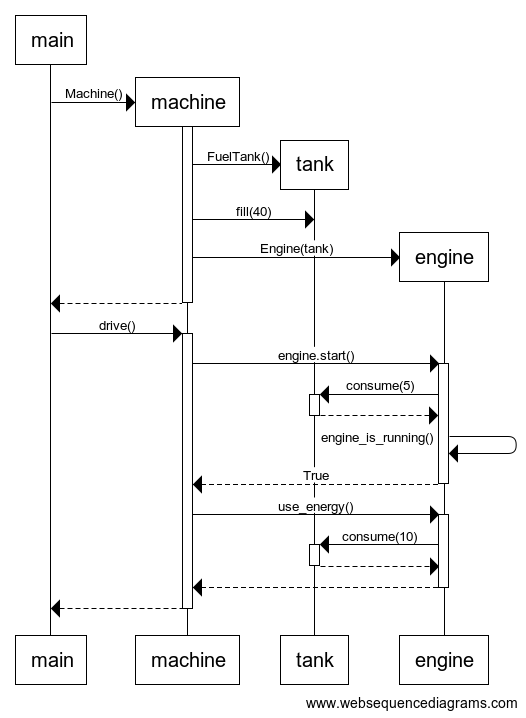 main
Machine()
machine
FuelTank()
tank
fill(40)
Engine(tank)
engine
drive()
engine.start()
consume(5)
engine_is_running()
True
use_energy()
consume(10)
main
machine
tank
engine
www.websequencediagrams.com